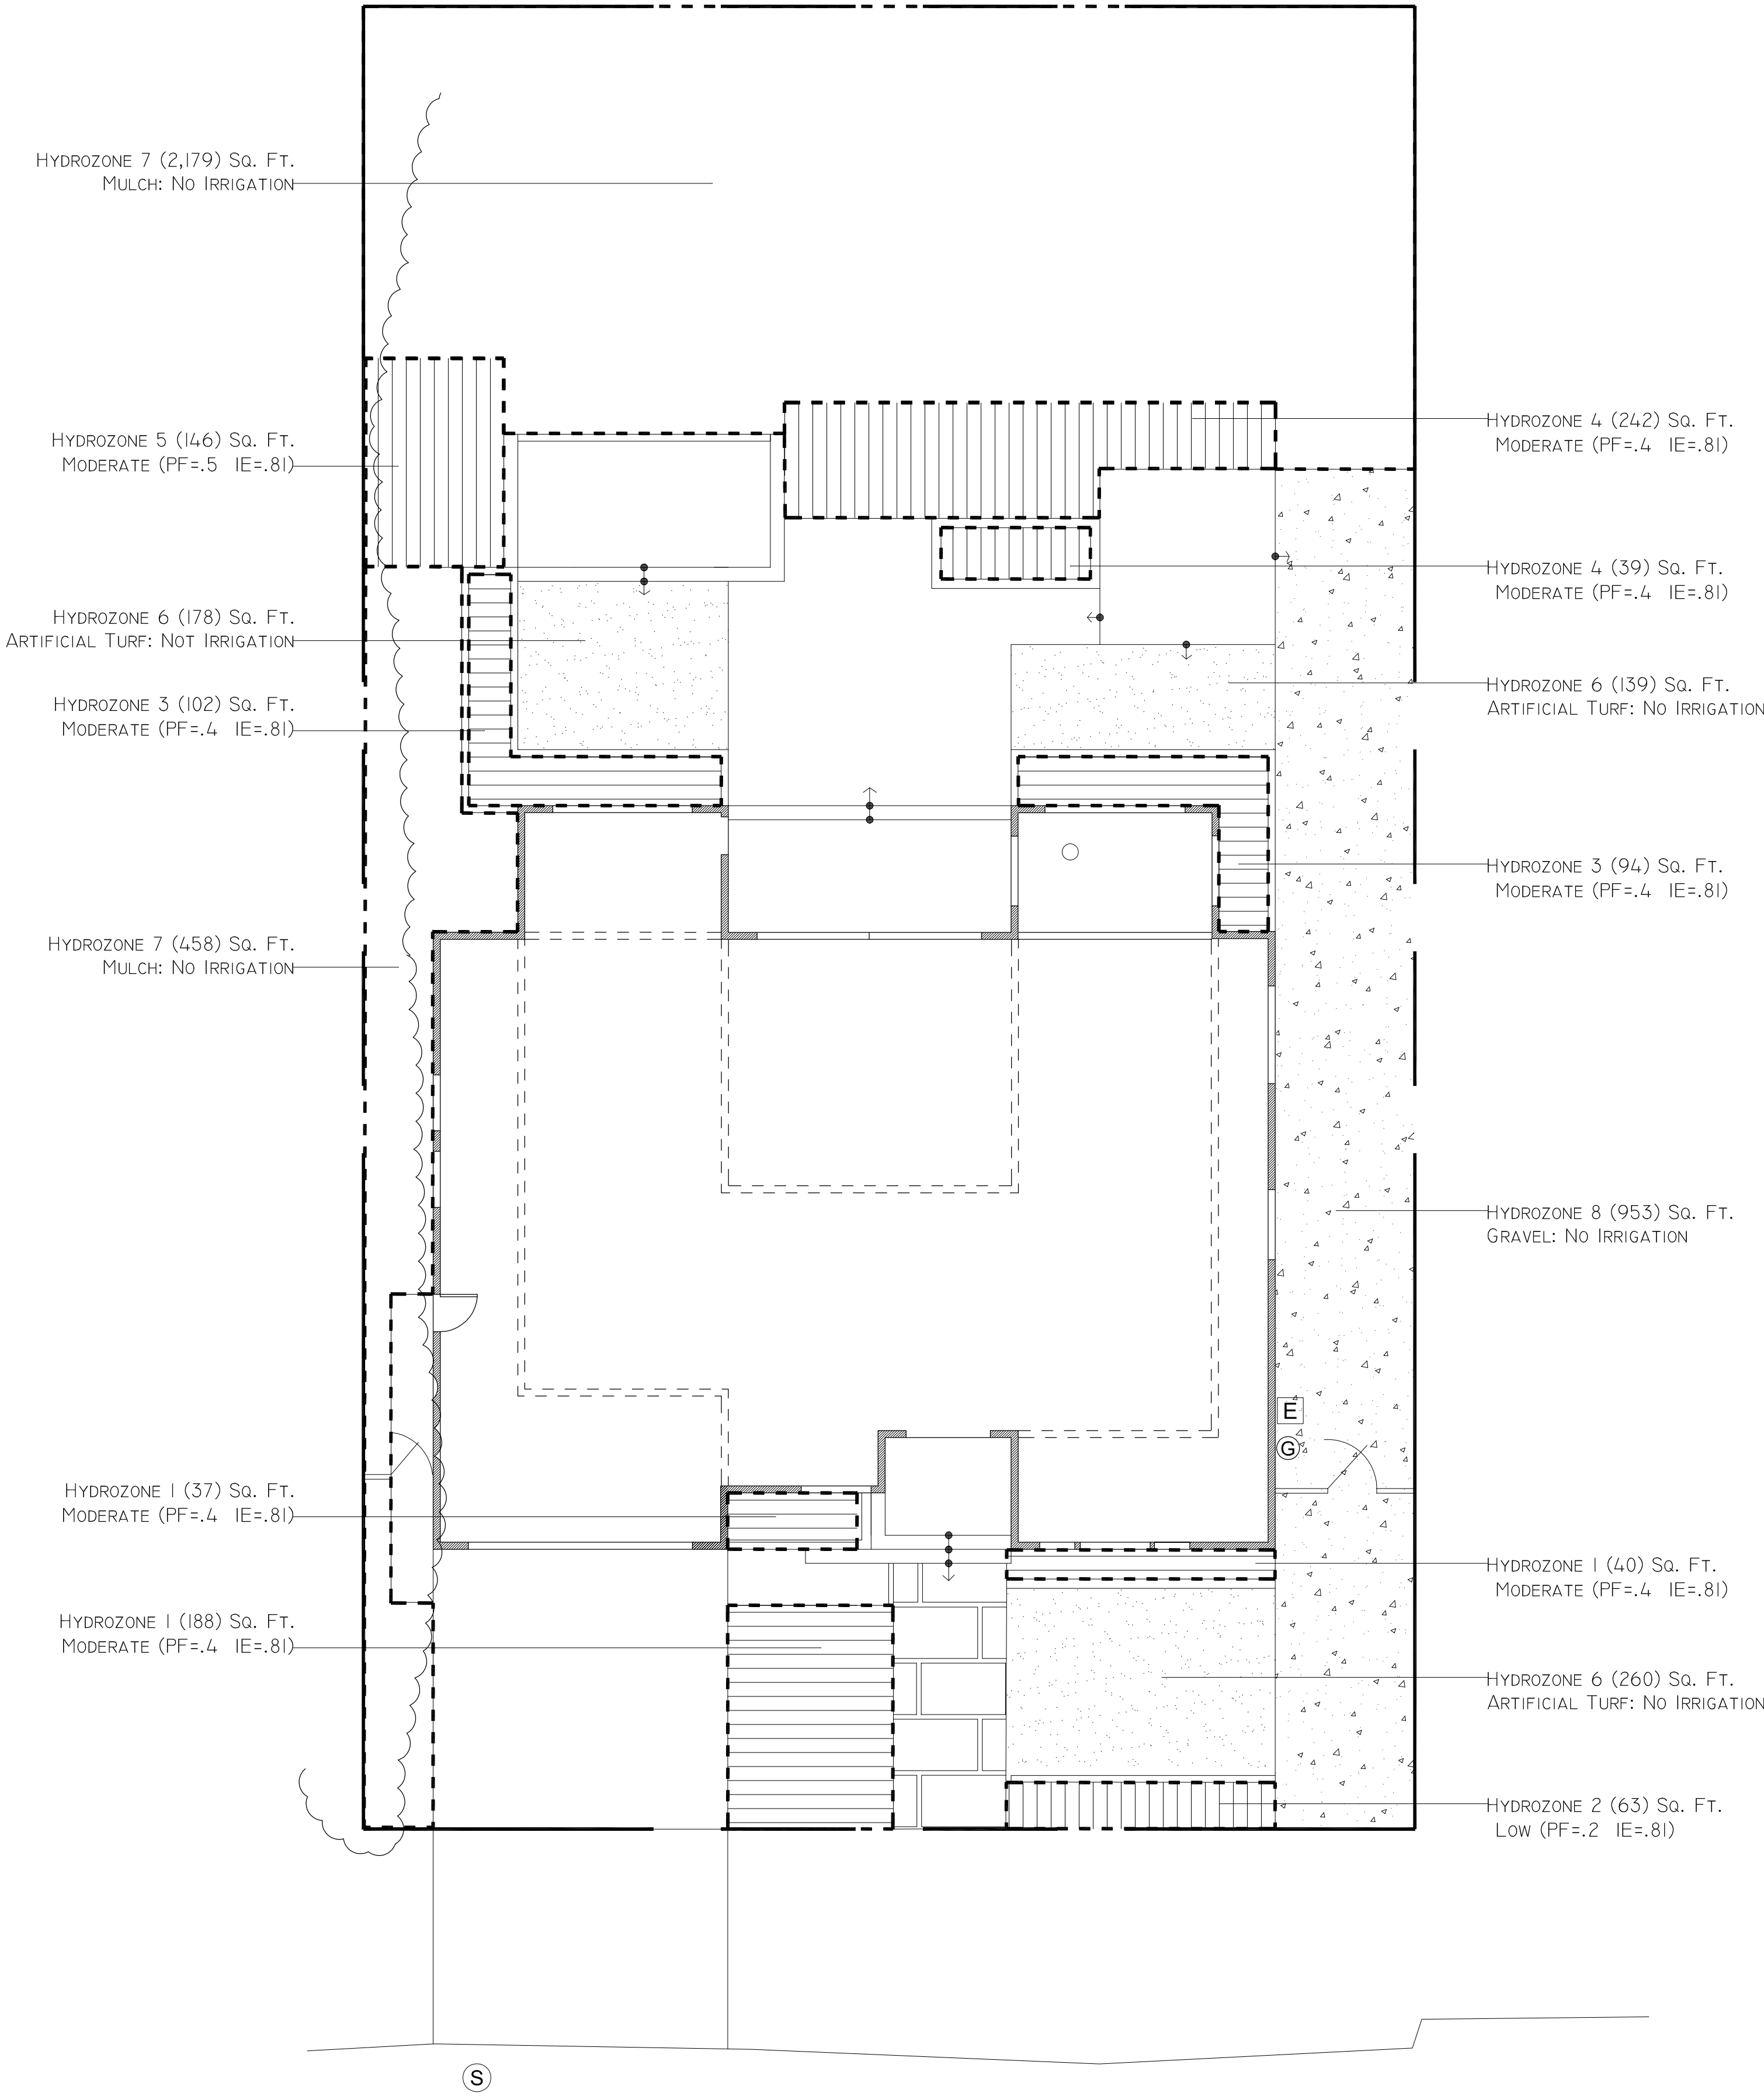 Hydrozone 7 (2,179) Sq. Ft.
Mulch: No Irrigation
Hydrozone 5 (146) Sq. Ft.
Moderate (PF=.5 IE=.81)
Hydrozone 6 (178) Sq. Ft.
Artificial Turf: Not Irrigation
Hydrozone 3 (102) Sq. Ft.
Moderate (PF=.4 IE=.81)
Hydrozone 7 (458) Sq. Ft.
Mulch: No Irrigation
Hydrozone 1 (37) Sq. Ft.
Moderate (PF=.4 IE=.81)
Hydrozone 1 (188) Sq. Ft.
Moderate (PF=.4 IE=.81)
Hydrozone 4 (242) Sq. Ft.
Moderate (PF=.4 IE=.81)
Hydrozone 4 (39) Sq. Ft.
Moderate (PF=.4 IE=.81)
Hydrozone 6 (139) Sq. Ft.
Artificial Turf: No Irrigation
Hydrozone 3 (94) Sq. Ft.
Moderate (PF=.4 IE=.81)
Hydrozone 8 (953) Sq. Ft.
Gravel: No Irrigation
E
G
Hydrozone 1 (40) Sq. Ft.
Moderate (PF=.4 IE=.81)
Hydrozone 6 (260) Sq. Ft.
Artificial Turf: No Irrigation
Hydrozone 2 (63) Sq. Ft.
Low (PF=.2 IE=.81)
S